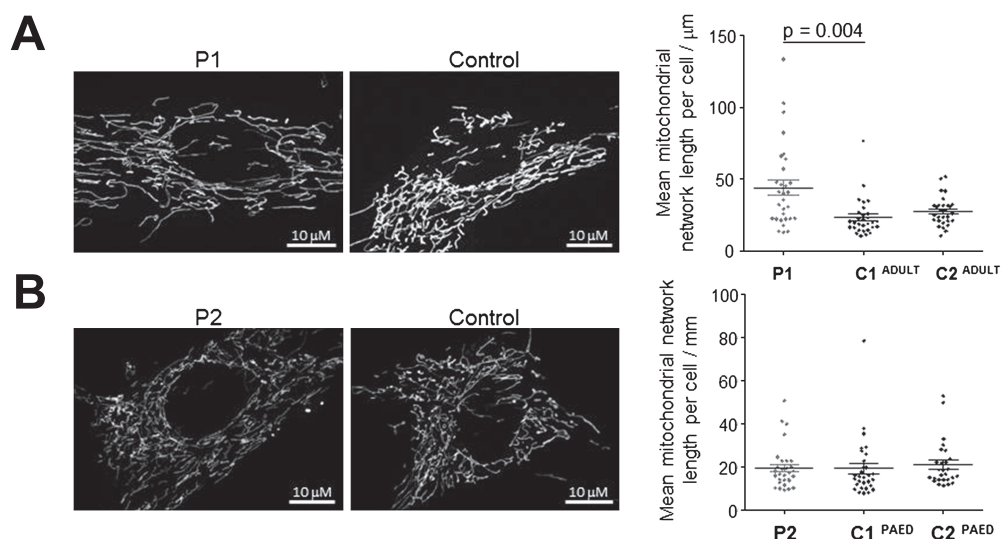 A
P1
Control
10 µM
10 µM
Mean mitochondrial
network length per cell / µm
150
100
50
0
p = 0.004
P1
C1 ADULT
C2 ADULT
B
P2
Control
10 µM
10 µM
Mean mitochondrial network
length per cell / mm
100
80
60
40
20
0
P2
C1 PAED
C2 PAED